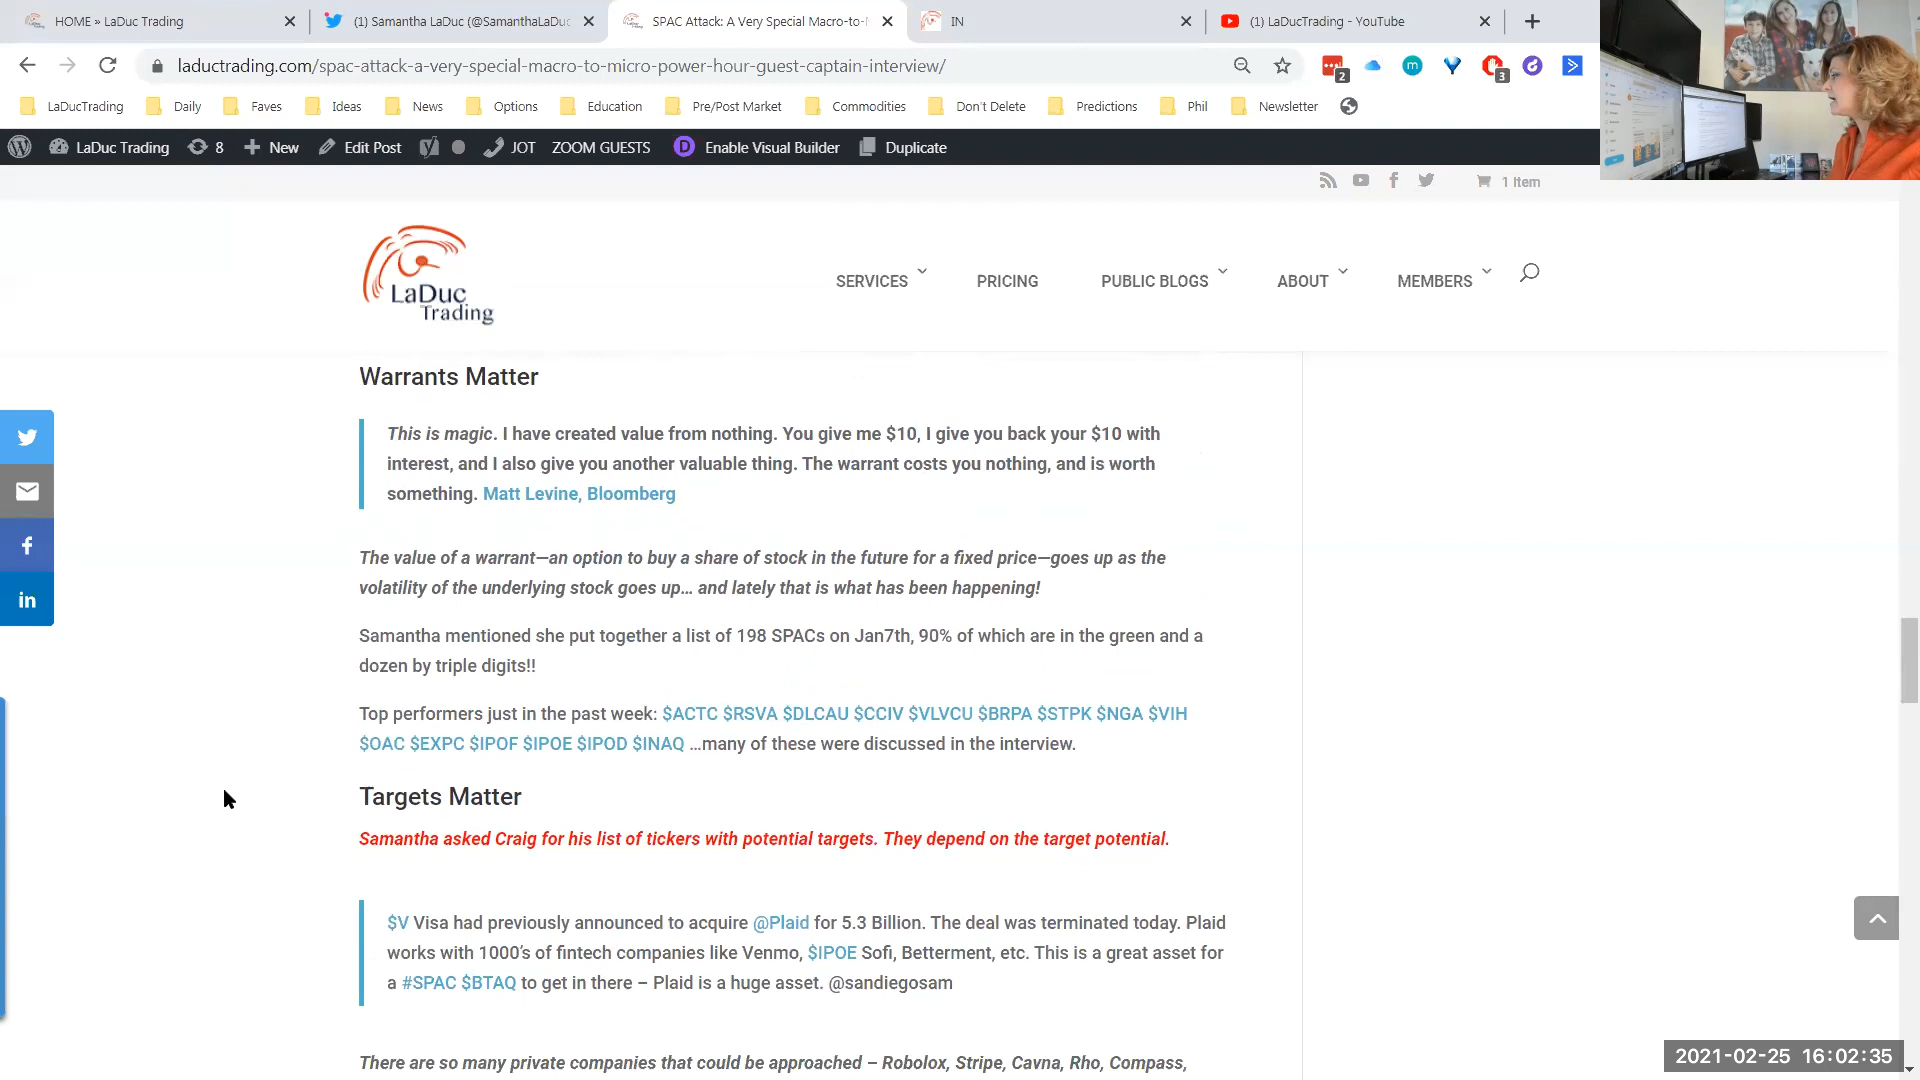 HOME » LaDuc Trading
(1) Samantha LaDuc (@SamanthaLaDuc
SPAC Attack: A Very Special Macro-to-
IN
(1) LaDucTrading - YouTube
laductrading.com/spac-attack-a-very-special-macro-to-micro-power-hour-guest-captain-interview/
2
3
LaDucTrading
Daily
Faves
Ideas
News
Options
Education
Pre/Post Market
Commodities
Don't Delete
Predictions
Phil
Newsletter
LaDuc Trading
8
New
Edit Post
JOT
ZOOM GUESTS
D
Enable Visual Builder
Duplicate
1 Item
LaDuc
Trading
SERVICES
PRICING
PUBLIC BLOGS
ABOUT
MEMBERS
Warrants Matter
This is magic. I have created value from nothing. You give me $10, I give you back your $10 with
interest, and I also give you another valuable thing. The warrant costs you nothing, and is worth
something. Matt Levine, Bloomberg
The value of a warrant—an option to buy a share of stock in the future for a fixed price—goes up as the
volatility of the underlying stock goes up… and lately that is what has been happening!
Samantha mentioned she put together a list of 198 SPACs on Jan7th, 90% of which are in the green and a
dozen by triple digits!!
Top performers just in the past week: $ACTC $RSVA $DLCAU $CCIV $VLVCU $BRPA $STPK $NGA $VIH
$OAC $EXPC $IPOF $IPOE $IPOD $INAQ …many of these were discussed in the interview.
Targets Matter
Samantha asked Craig for his list of tickers with potential targets. They depend on the target potential.
$V Visa had previously announced to acquire @Plaid for 5.3 Billion. The deal was terminated today. Plaid
works with 1000's of fintech companies like Venmo, $IPOE Sofi, Betterment, etc. This is a great asset for
a #SPAC $BTAQ to get in there – Plaid is a huge asset. @sandiegosam
There are so many private companies that could be approached – Robolox, Stripe, Cavna, Rho, Compass,
2021-02-25 16:02:35